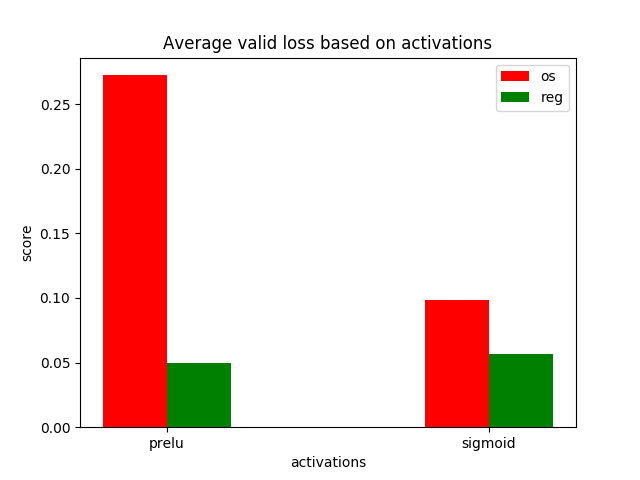 Average valid loss based on activations
os
reg
score
0.25
0.20
0.15
0.10
0.05
0.00
prelu
sigmoid
activations